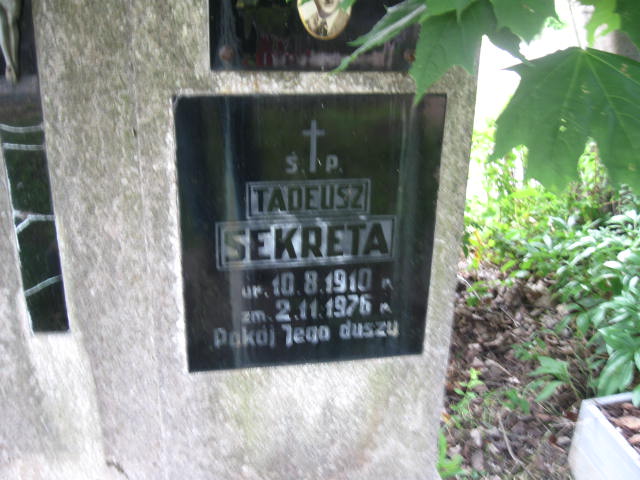 Ś.P.
TADEUSZ
SEKRETA
ur. 10.8.1910 r.
zm. 2.11.1976 r.
Pokój Jego duszy